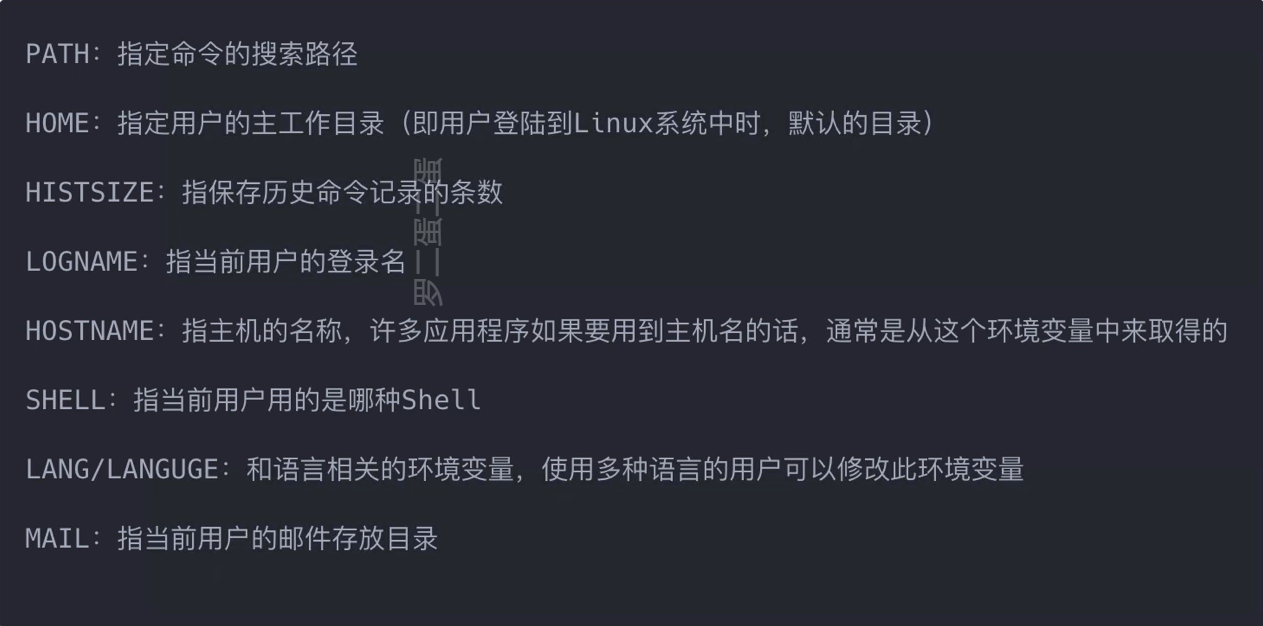 PATH：指定命令的搜索路径
HOME：指定用户的主工作目录（即用户登陆到Linux系统中时，默认的目录）
HISTSIZE：指保存历史命令记录的条数
LOGNAME：指当前用户的登录名
HOSTNAME：指主机的名称，许多应用程序如果要用到主机名的话，通常是从这个环境变量中来取得的
SHELL：指当前用户用的是哪种Shell
LANG/LANGUGE：和语言相关的环境变量，使用多种语言的用户可以修改此环境变量
MAIL：指当前用户的邮件存放目录
罗二蛋二蛋